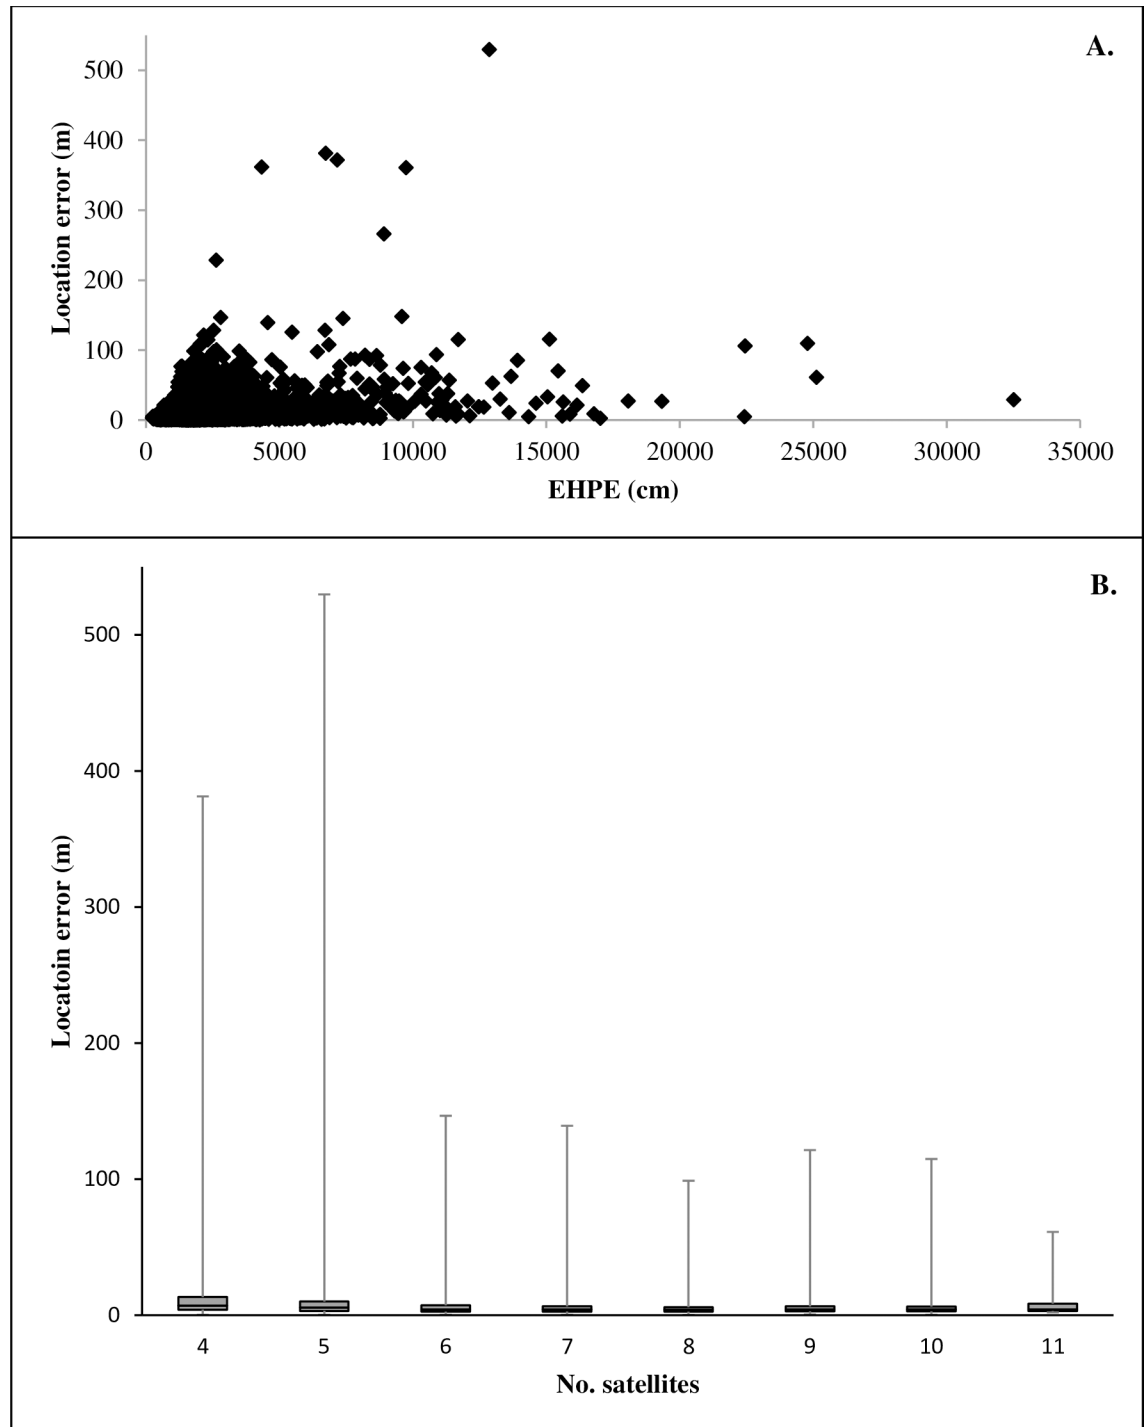 A.
Location error (m)
500
400
300
200
100
0
0 5000 10000 15000 20000 25000 30000 35000
EHPE (cm)
B.
Locatoin error (m)
500
400
300
200
100
0
4 5 6 7 8 9 10 11
No. satellites